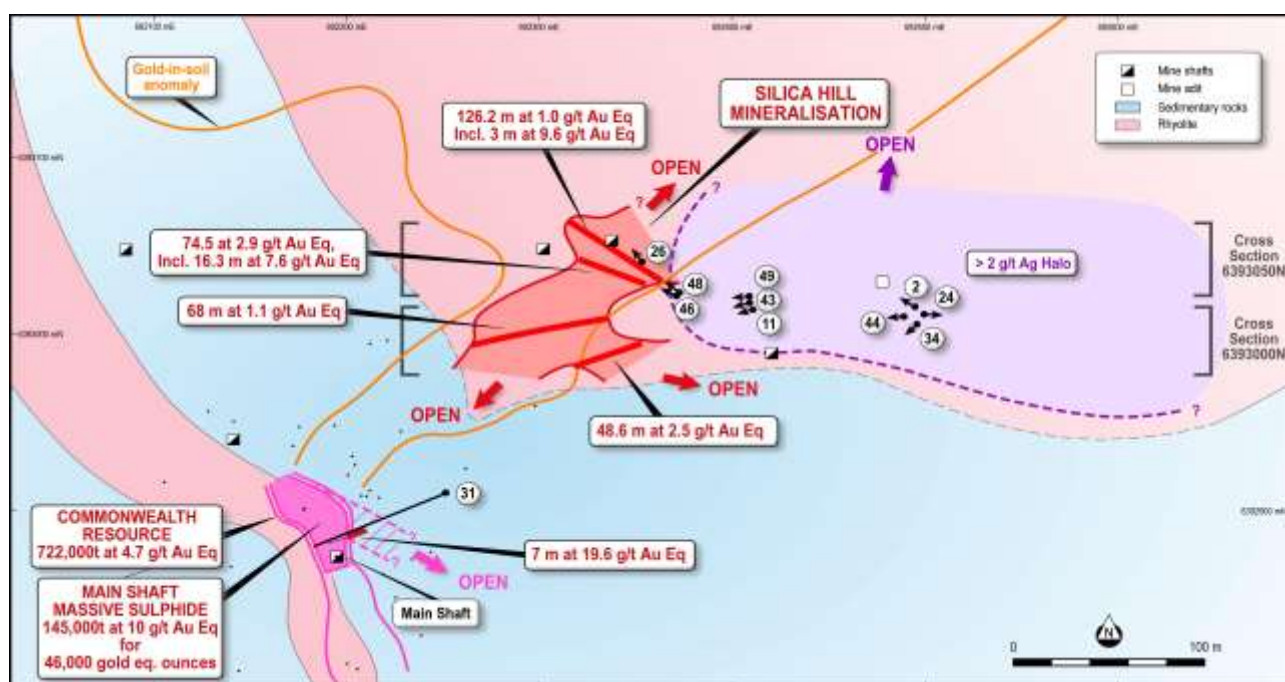 Gold-in-soil
anomaly
126.2 m at 1.0 g/t Au Eq
Incl. 3 m at 9.6 g/t Au Eq
SILICA HILL
MINERALISATION
Mine shafts
Mine adit
Sedimentary rocks
Rhyolite
OPEN
OPEN
?
?
74.5 at 2.9 g/t Au Eq,
Incl. 16.3 m at 7.6 g/t Au Eq
26
Cross
Section
6393050N
> 2 g/t Ag Halo
48
49
43
46
11
2
24
44
34
68 m at 1.1 g/t Au Eq
Cross
Section
6393000N
OPEN
OPEN
?
48.6 m at 2.5 g/t Au Eq
31
COMMONWEALTH
RESOURCE
722,000t at 4.7 g/t Au Eq
7 m at 19.6 g/t Au Eq
?
OPEN
MAIN SHAFT
MASSIVE SULPHIDE
145,000t at 10 g/t Au Eq
for
46,000 gold eq. ounces
Main Shaft
N
0
100 m